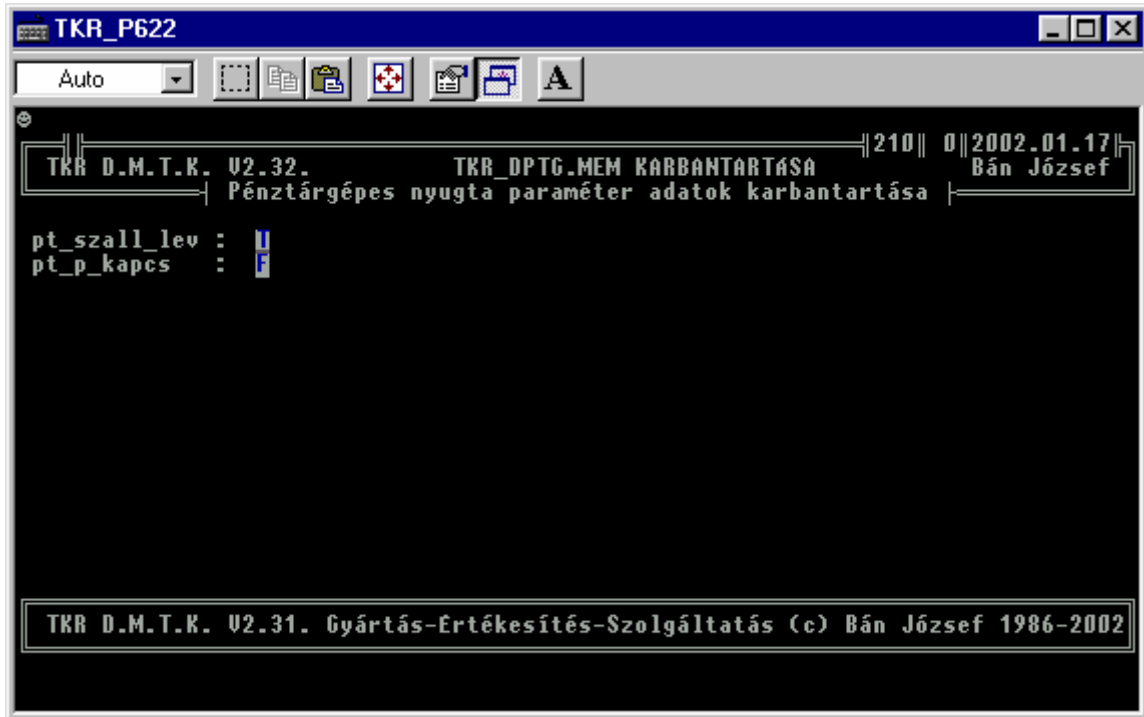 TKR_P622
Auto
A
210 0 2002.01.17
TKR D.M.T.K. V2.32. TKR_DPTG.MEM KARBANTARTáSA Bán József
Pénztárgépes nyugta paraméter adatok karbantartása
pt_szall_lev : T
pt_p_kapcs : F
TKR D.M.T.K. V2.31. Gyártás-Értékesítés-Szolgáltatás (c) Bán József 1986-2002